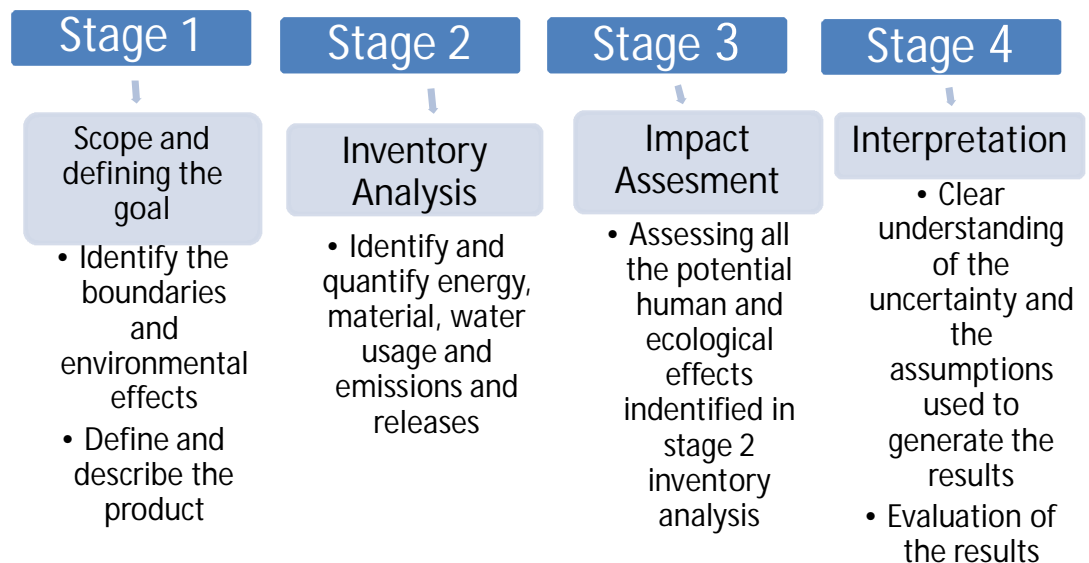 Stage 1
Scope and
defining the
goal
• Identify the
boundaries
and
environmental
effects
• Define and
describe the
product
Stage 2
Inventory
Analysis
• Identify and
quantify energy,
material, water
usage and
emissions and
releases
Stage 3
Impact
Assesment
• Assessing all
the potential
human and
ecological
effects
indentified in
stage 2
inventory
analysis
Stage 4
Interpretation
• Clear
understanding
of the
uncertainty and
the
assumptions
used to
generate the
results
• Evaluation of
the results